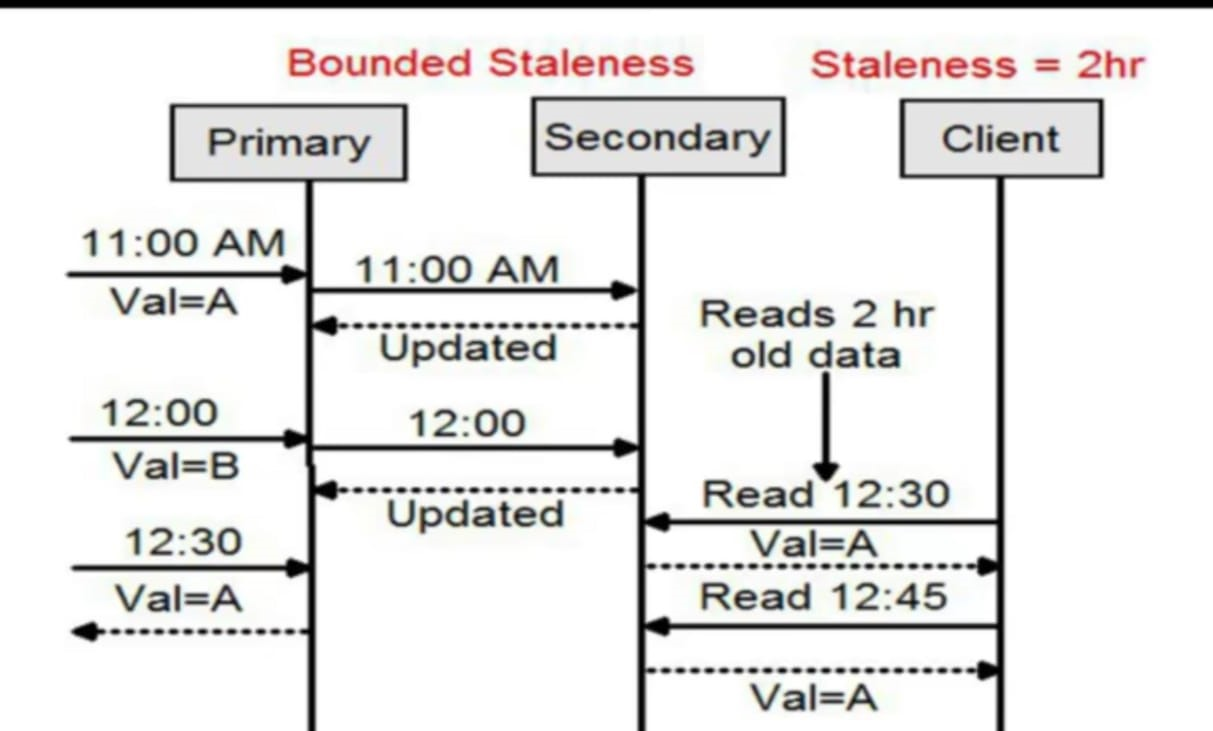 Bounded Staleness
Staleness = 2hr
Primary
Secondary
Client
11:00 AM
Val=A
11:00 AM
Updated
Reads 2 hr
old data
12:00
Val=B
12:00
Updated
Read 12:30
Val=A
12:30
Val=A
Read 12:45
Val=A